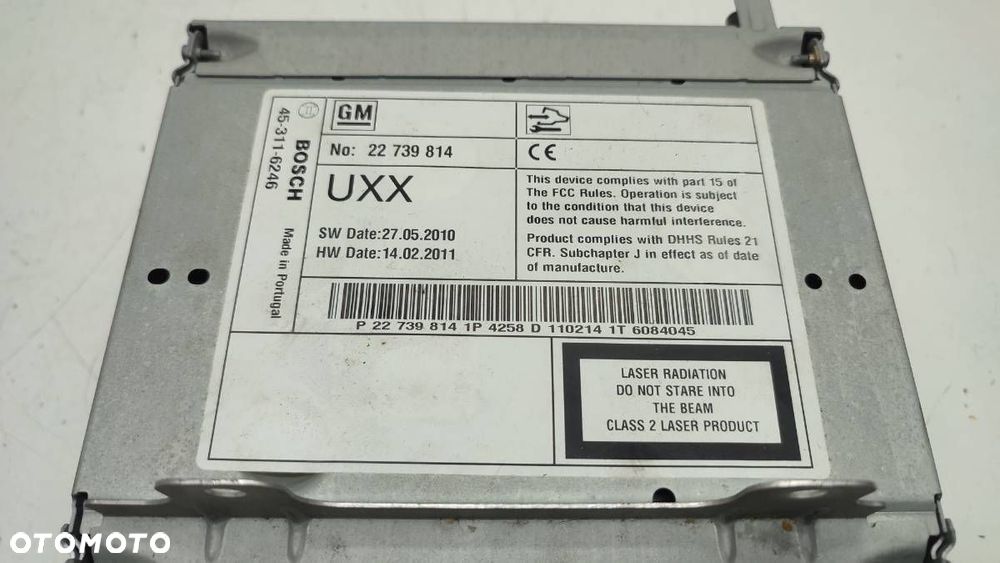 GM
No: 22 739 814
UXX
SW Date:27.05.2010
HW Date:14.02.2011
CE
This device complies with part 15 of
The FCC Rules. Operation is subject
to the condition that this device
does not cause harmful interference.
Product complies with DHHS Rules 21
CFR. Subchapter J in effect as of date
of manufacture.
BOSCH
Made in Portugal
45-311-6246
P 22 739 814 1P 4258 D 110214 1T 6084045
LASER RADIATION
DO NOT STARE INTO
THE BEAM
CLASS 2 LASER PRODUCT
OTOMOTO